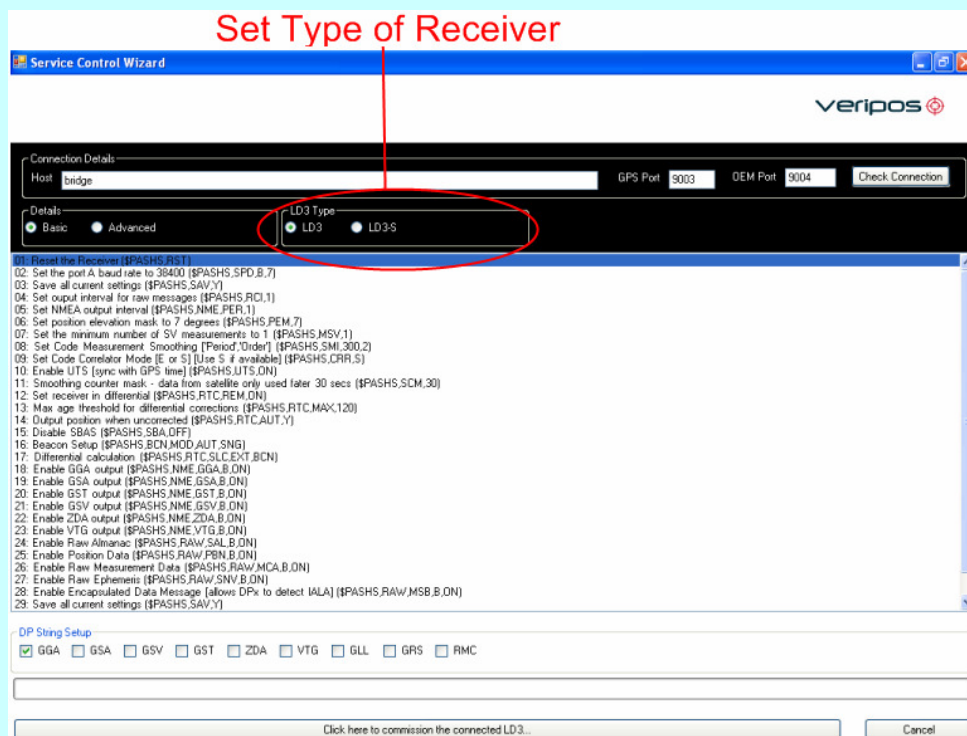 Set Type of Receiver
Service Control Wizard
veripos
Connection Details
Host bridge GPS Port 9003 OEM Port 9004 Check Connection
Details LD3 Type
Basic Advanced LD3 LD3-S
01: Reset the Receiver ($PASHS,RST)
02: Set the port A baud rate to 38400 ($PASHS,SPD,B,7)
03: Save all current settings ($PASHS,SAV,Y)
04: Set ouput interval for raw messages ($PASHS,RCI,1)
05: Set NMEA output interval ($PASHS,NME,PER,1)
06: Set position elevation mask to 7 degrees ($PASHS,PEM,7)
07: Set the minimum number of SV measurements to 1 ($PASHS,MSV,1)
08: Set Code Measurement Smoothing ['Period','Order'] ($PASHS,SMI,300,2)
09: Set Code Correlator Mode [E or S] [Use S if available] ($PASHS,CRR,S)
10: Enable UTS [sync with GPS time] ($PASHS,UTS,ON)
11: Smoothing counter mask - data from satellite only used fater 30 secs ($PASHS,SCM,30)
12: Set receiver in differential ($PASHS,RTC,REM,ON)
13: Max age threshold for differential corrections ($PASHS,RTC,MAX,120)
14: Output position when uncorrected ($PASHS,RTC,AUT,Y)
15: Disable SBAS ($PASHS,SBA,OFF)
16: Beacon Setup ($PASHS,BCN,MOD,AUT,SNG)
17: Differential calculation ($PASHS,RTC,SLC,EXT,BCN)
18: Enable GGA output ($PASHS,NME,GGA,B,ON)
19: Enable GSA output ($PASHS,NME,GSA,B,ON)
20: Enable GST output ($PASHS,NME,GST,B,ON)
21: Enable GSV output ($PASHS,NME,GSV,B,ON)
22: Enable ZDA output ($PASHS,NME,ZDA,B,ON)
23: Enable VTG output ($PASHS,NME,VTG,B,ON)
24: Enable Raw Almanac ($PASHS,RAW,SAL,B,ON)
25: Enable Position Data ($PASHS,RAW,PBN,B,ON)
26: Enable Raw Measurement Data ($PASHS,RAW,MCA,B,ON)
27: Enable Raw Ephemeris ($PASHS,RAW,SNV,B,ON)
28: Enable Encapsulated Data Message [allows DPx to detect IALA] ($PASHS,RAW,MSB,B,ON)
29: Save all current settings ($PASHS,SAV,Y)
DP String Setup
GGA GSA GSV GST ZDA VTG GLL GRS RMC
Click here to commission the connected LD3... Cancel